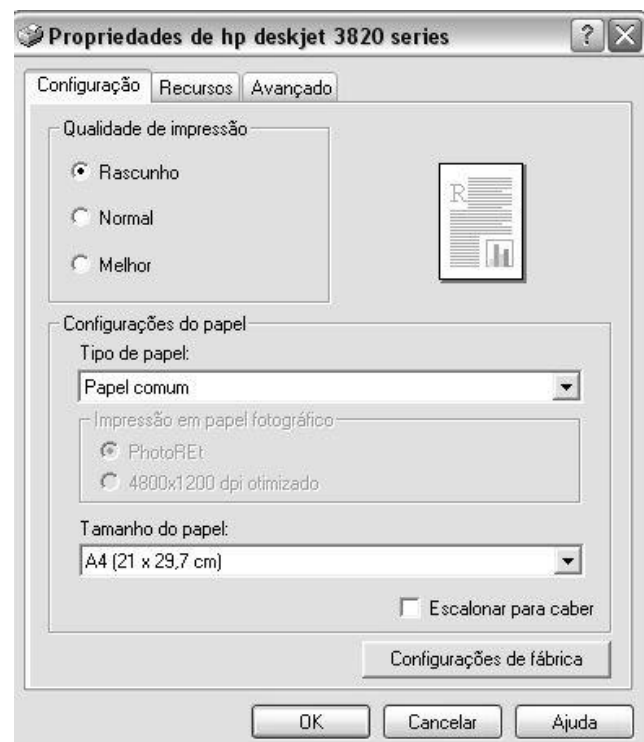 Propriedades de hp deskjet 3820 series
Configuração Recursos Avançado
Qualidade de impressão
Rascunho
Normal
Melhor
R
Configurações do papel
Tipo de papel:
Papel comum
Impressão em papel fotográfico
PhotoREt
4800x1200 dpi otimizado
Tamanho do papel:
A4 (21 x 29,7 cm)
Escalonar para caber
Configurações de fábrica
OK Cancelar Ajuda